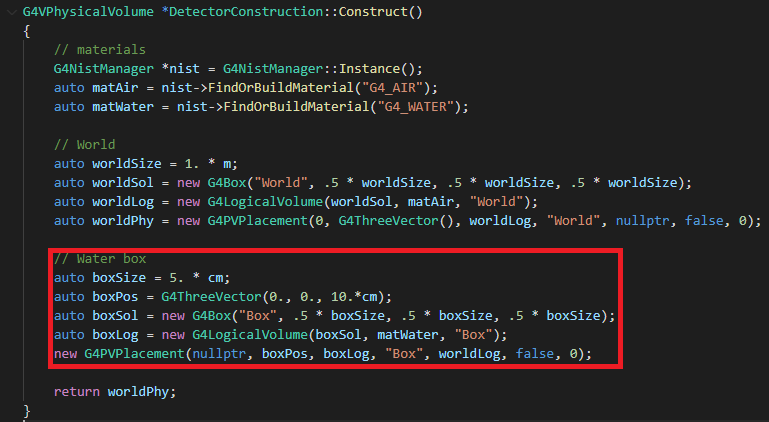 G4VPhysicalVolume *DetectorConstruction::Construct()
{
// materials
G4NistManager *nist = G4NistManager::Instance();
auto matAir = nist->FindOrBuildMaterial("G4_AIR");
auto matWater = nist->FindOrBuildMaterial("G4_WATER");
// World
auto worldSize = 1. * m;
auto worldSol = new G4Box("World", .5 * worldSize, .5 * worldSize, .5 * worldSize);
auto worldLog = new G4LogicalVolume(worldSol, matAir, "World");
auto worldPhy = new G4PVPlacement(0, G4ThreeVector(), worldLog, "World", nullptr, false, 0);
// Water box
auto boxSize = 5. * cm;
auto boxPos = G4ThreeVector(0., 0., 10.*cm);
auto boxSol = new G4Box("Box", .5 * boxSize, .5 * boxSize, .5 * boxSize);
auto boxLog = new G4LogicalVolume(boxSol, matWater, "Box");
new G4PVPlacement(nullptr, boxPos, boxLog, "Box", worldLog, false, 0);
return worldPhy;
}